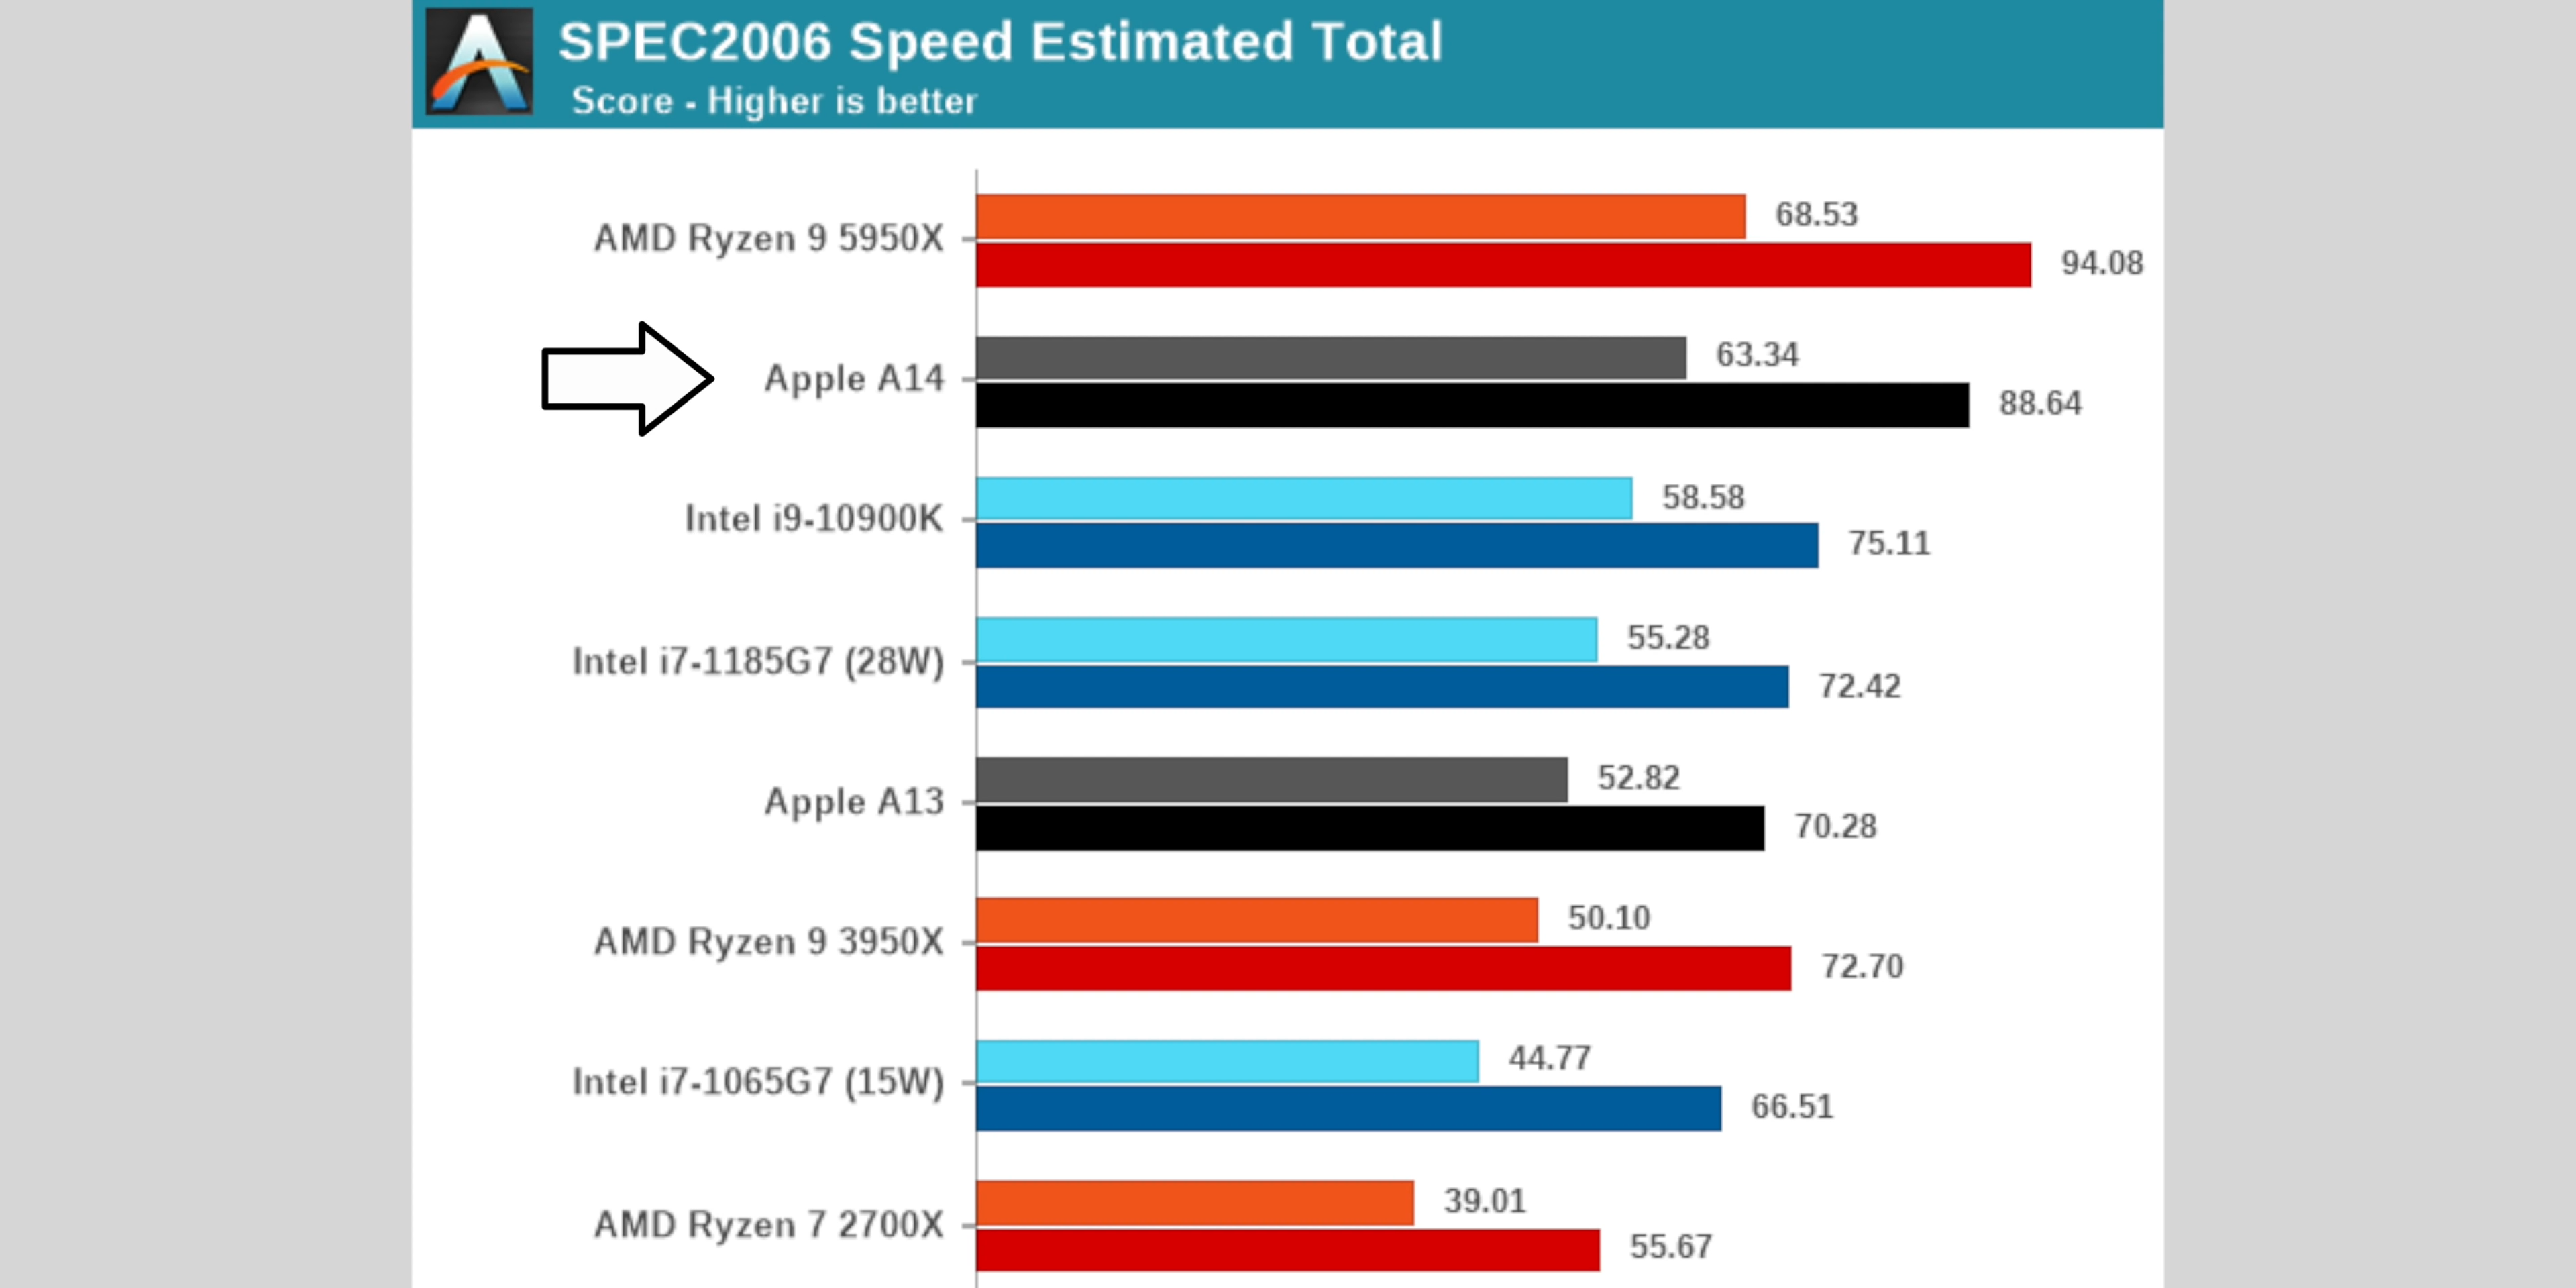 SPEC2006 Speed Estimated Total
Score - Higher is better
AMD Ryzen 9 5950X
68.53
94.08
Apple A14
63.34
88.64
Intel i9-10900K
58.58
75.11
Intel i7-1185G7 (28W)
55.28
72.42
Apple A13
52.82
70.28
AMD Ryzen 9 3950X
50.10
72.70
Intel i7-1065G7 (15W)
44.77
66.51
AMD Ryzen 7 2700X
39.01
55.67